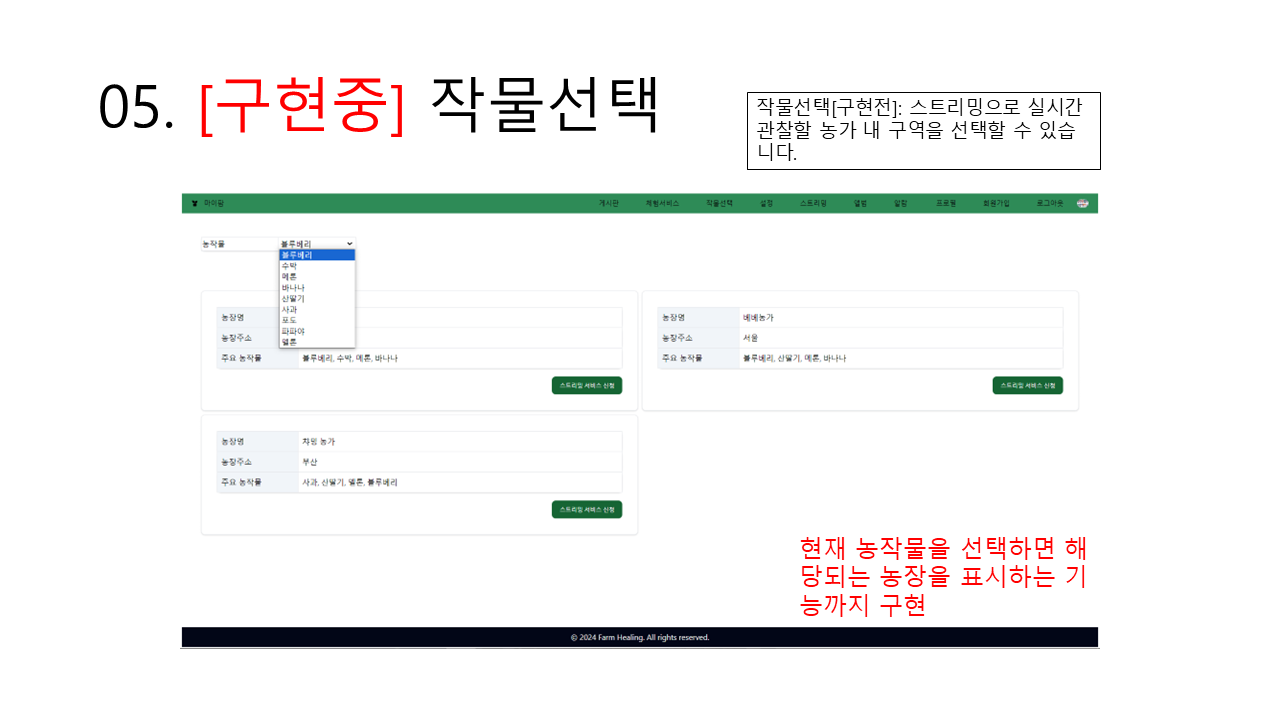 05. [구현중] 작물선택
작물선택[구현전]: 스트리밍으로 실시간
관찰할 농가 내 구역을 선택할 수 있습
니다.
마이팜 게시판 체험서비스 작물선택 설정 스트리밍 앨범 알람 프로필 회원가입 로그아웃
농작물 블루베리
블루베리
수박
메론
바나나
산딸기
사과
포도
파파야
멜론
농장명
농장주소
주요 농작물 블루베리, 수박, 메론, 바나나
스트리밍 서비스 신청
농장명 베베농가
농장주소 서울
주요 농작물 블루베리, 산딸기, 메론, 바나나
스트리밍 서비스 신청
농장명 차밍 농가
농장주소 부산
주요 농작물 사과, 산딸기, 멜론, 블루베리
스트리밍 서비스 신청
현재 농작물을 선택하면 해
당되는 농장을 표시하는 기
능까지 구현
© 2024 Farm Healing. All rights reserved.